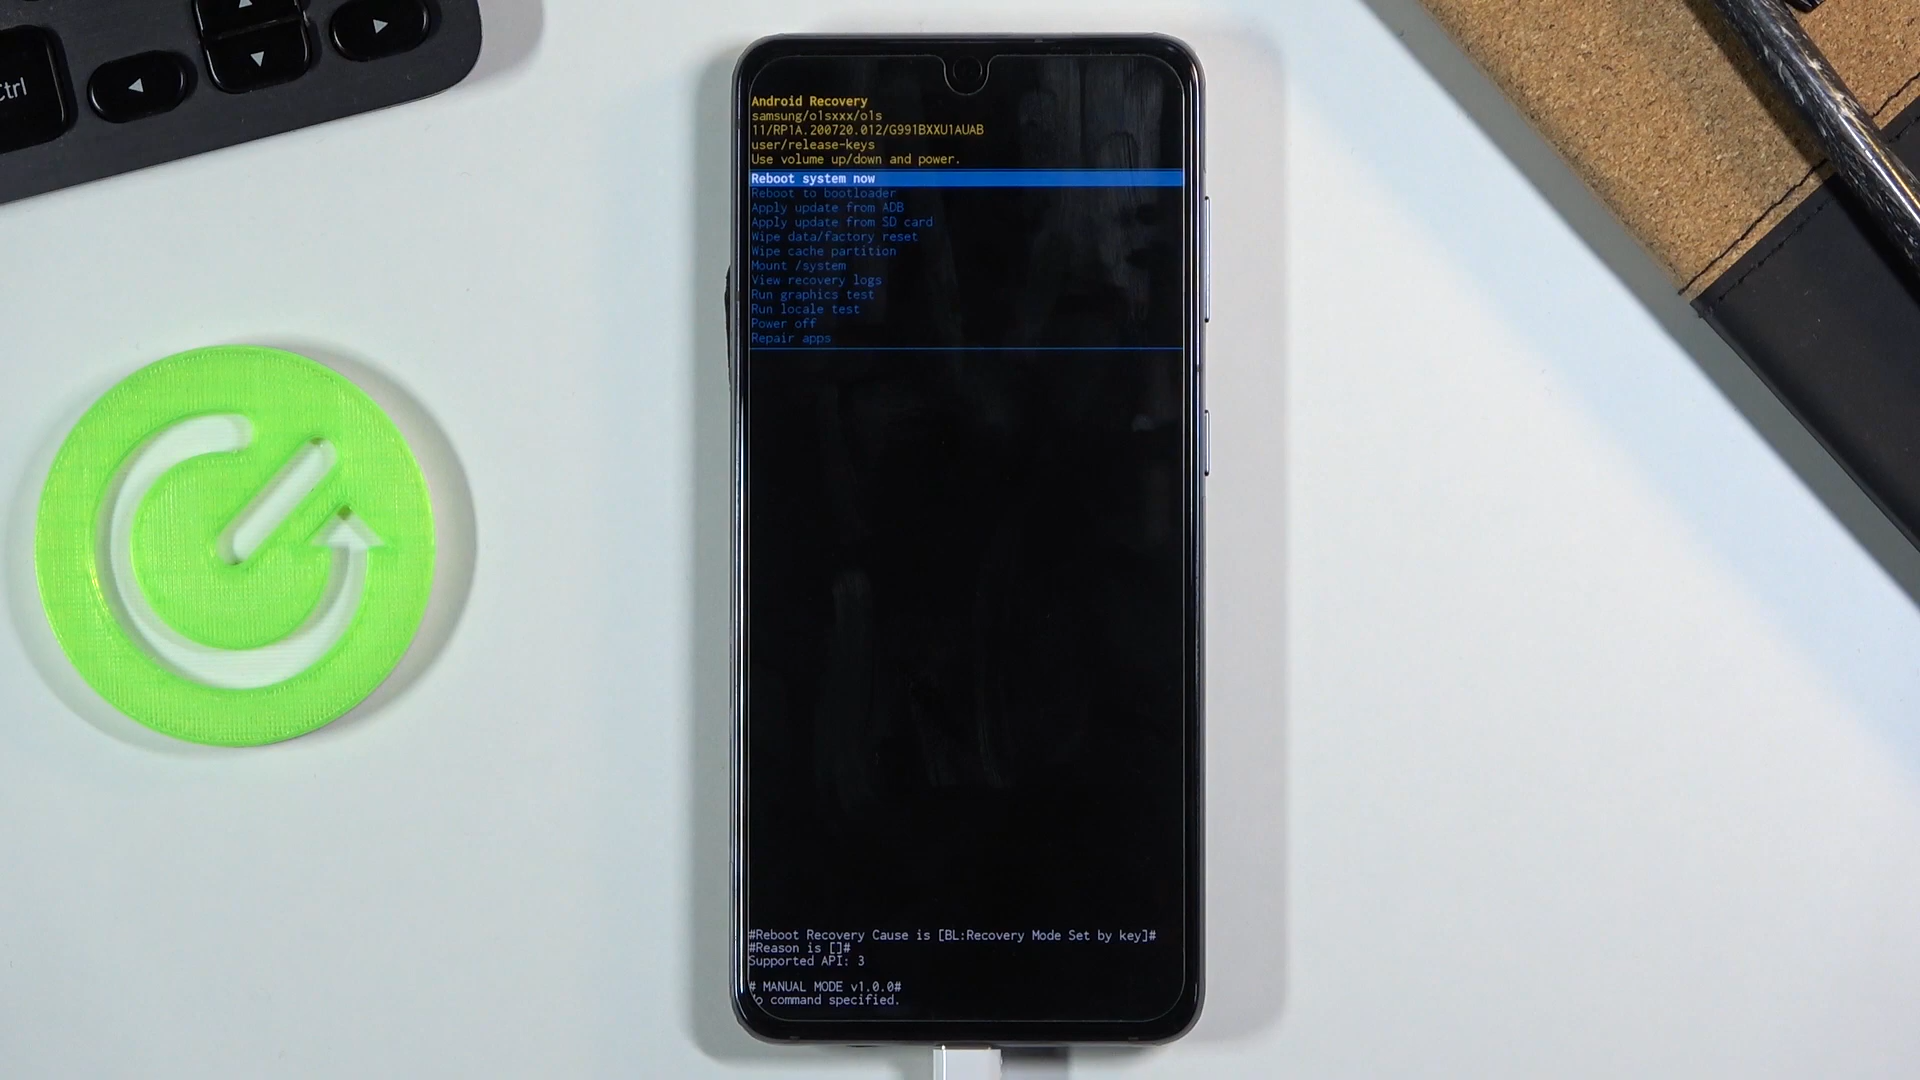 Ctrl
Android Recovery
samsung/o1sxxx/o1s
11/RP1A.200720.012/G991BXXU1AUAB
user/release-keys
Use volume up/down and power.
Reboot system now
Reboot to bootloader
Apply update from ADB
Apply update from SD card
Wipe data/factory reset
Wipe cache partition
Mount /system
View recovery logs
Run graphics test
Run locale test
Power off
Repair apps
#Reboot Recovery Cause is [BL:Recovery Mode Set by key]#
#Reason is []#
Supported API: 3
# MANUAL MODE v1.0.0#
No command specified.